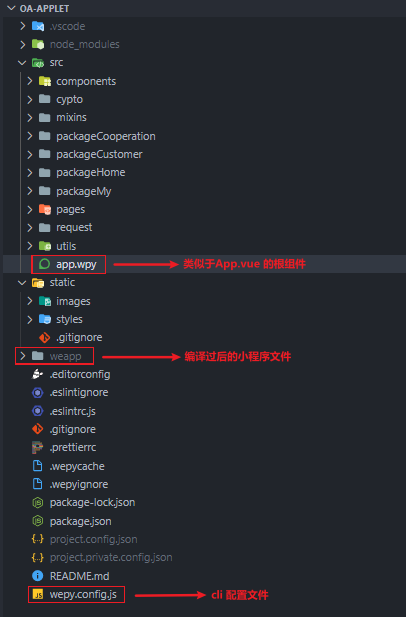 OA-APPLET
.vscode
node_modules
src
components
cypto
mixins
packageCooperation
packageCustomer
packageHome
packageMy
pages
request
utils
app.wpy 类似于App.vue 的根组件
static
images
styles
.gitignore
weapp 编译过后的小程序文件
.editorconfig
.eslintignore
.eslintrc.js
.gitignore
.prettierrc
.wepycache
.wepyignore
package-lock.json
package.json
project.config.json
project.private.config.json
README.md
JS wepy.config.js cli 配置文件